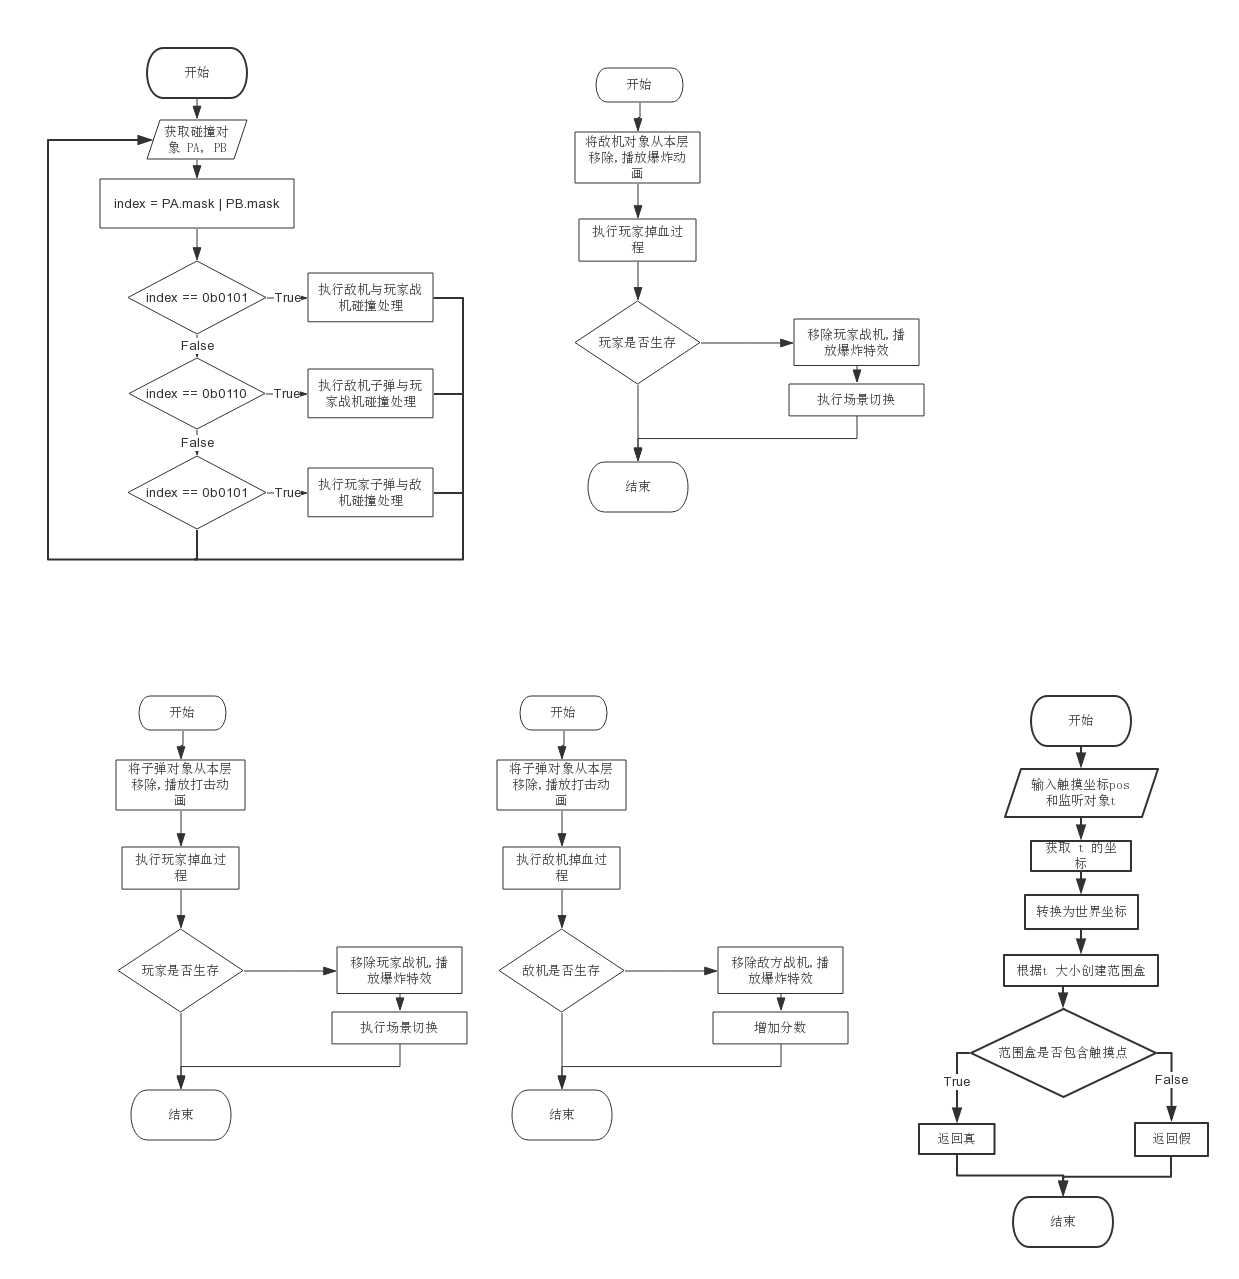 开始
获取碰撞对
象 PA, PB
index = PA.mask | PB.mask
index == 0b0101
True
执行敌机与玩家战
机碰撞处理
False
index == 0b0110
True
执行敌机子弹与玩
家战机碰撞处理
False
index == 0b0101
True
执行玩家子弹与敌
机碰撞处理
开始
将敌机对象从本层
移除,播放爆炸动
画
执行玩家掉血过
程
玩家是否生存
移除玩家战机,播
放爆炸特效
执行场景切换
结束
开始
将子弹对象从本层
移除,播放打击动
画
执行玩家掉血过
程
玩家是否生存
移除玩家战机,播
放爆炸特效
执行场景切换
结束
开始
将子弹对象从本层
移除,播放打击动
画
执行敌机掉血过
程
敌机是否生存
移除敌方战机,播
放爆炸特效
增加分数
结束
开始
输入触摸坐标pos
和监听对象t
获取 t 的坐
标
转换为世界坐标
根据t 大小创建范围盒
范围盒是否包含触摸点
True
False
返回真
返回假
结束